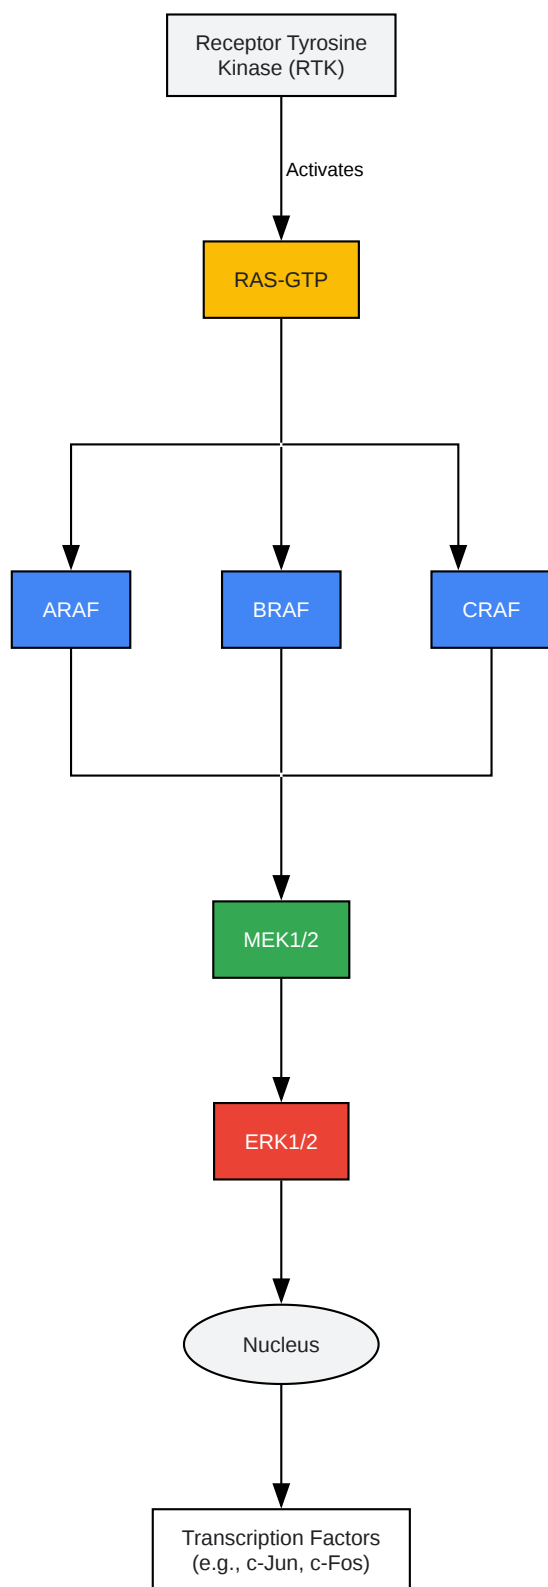 Receptor Tyrosine
Kinase (RTK)
Activates
RAS-GTP
ARAF
BRAF
CRAF
MEK1/2
ERK1/2
Nucleus
Transcription Factors
(e.g., c-Jun, c-Fos)